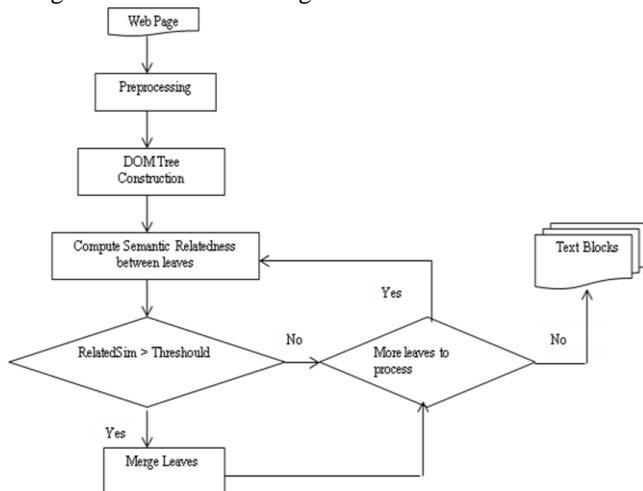 Web Page
Preprocessing
DOM Tree
Construction
Compute Semantic Relatedness
between leaves
Text Blocks
Yes
No
No
RelatedSim > Threshould
More leaves to
process
Yes
Merge Leaves